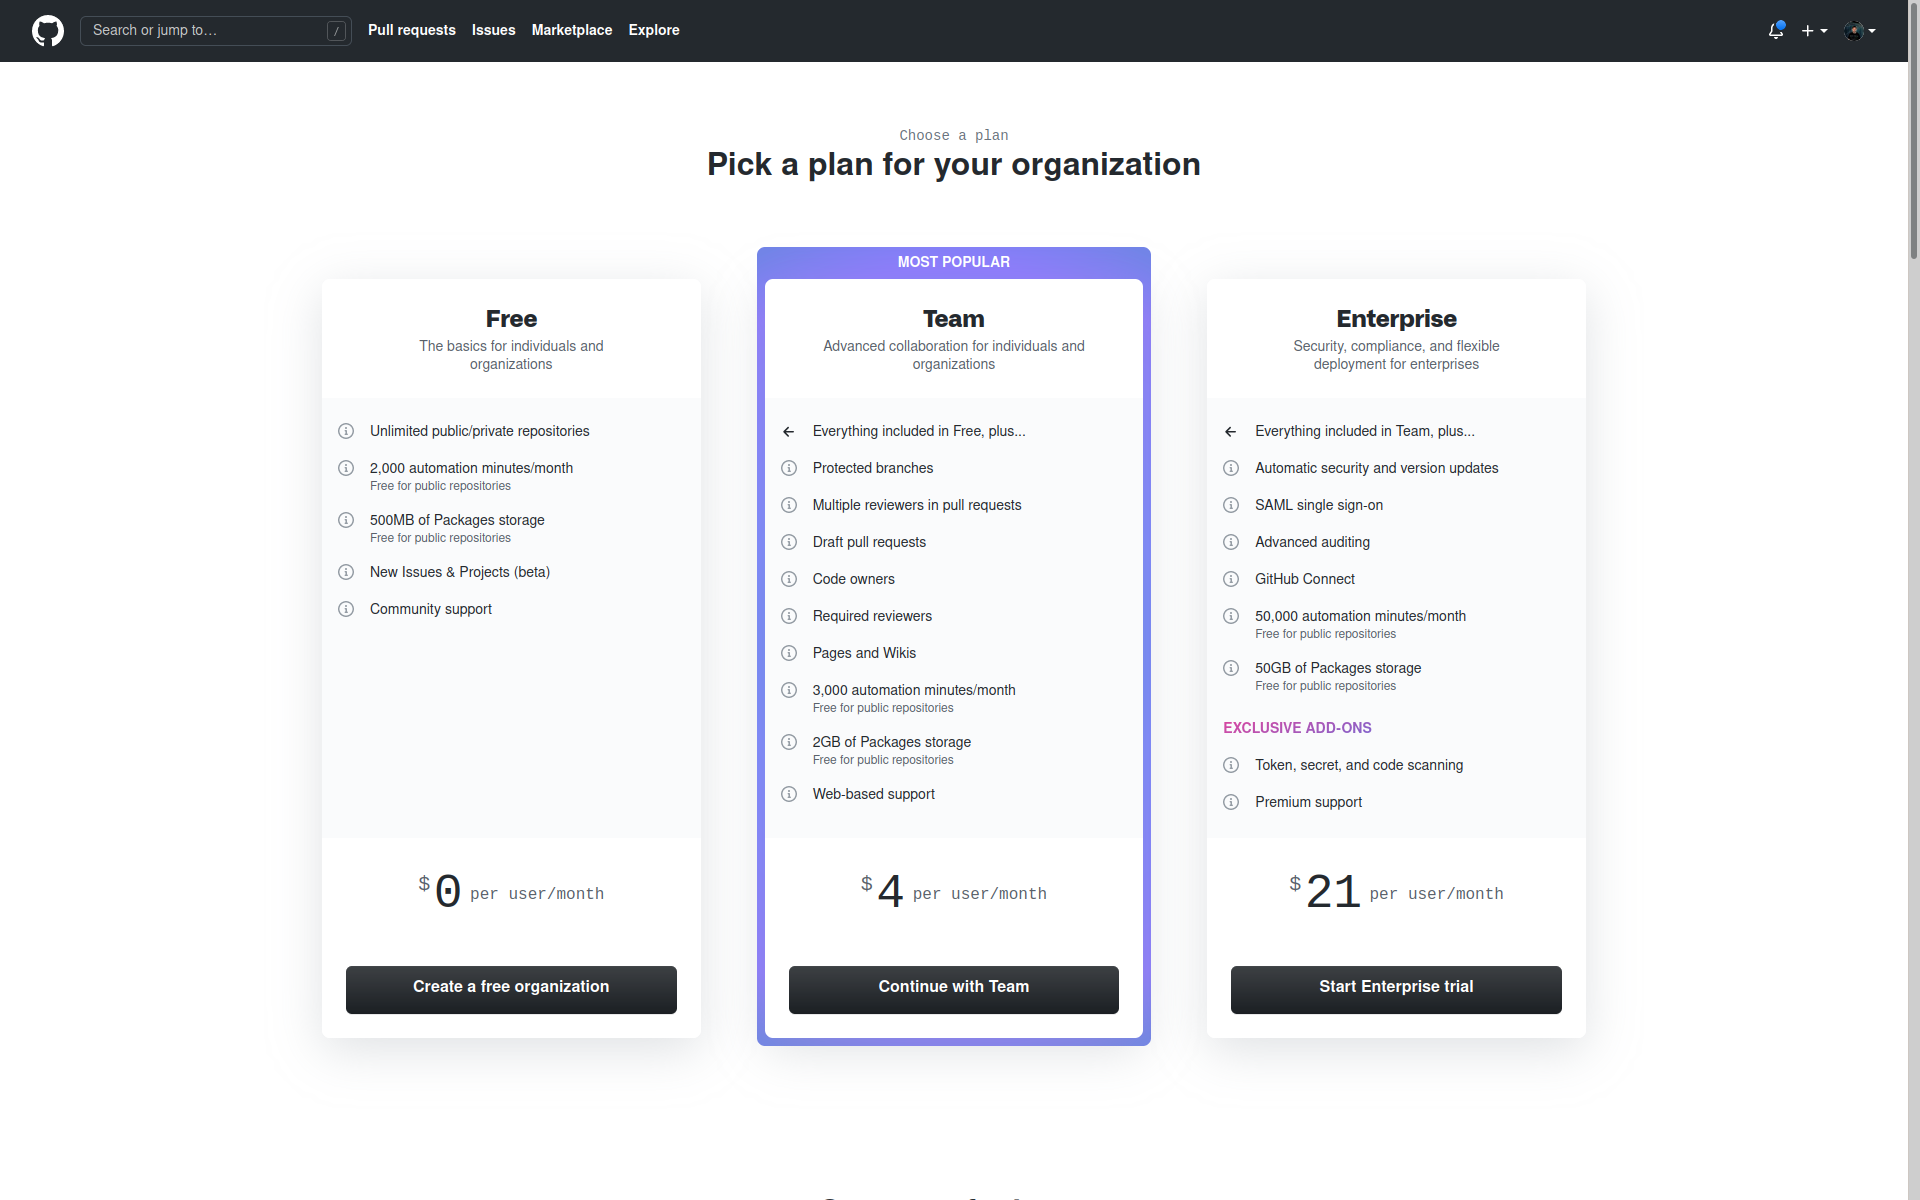 Search or jump to…
/
Pull requests
Issues
Marketplace
Explore
Choose a plan
Pick a plan for your organization
Free
The basics for individuals and
organizations
Unlimited public/private repositories
2,000 automation minutes/month
Free for public repositories
500MB of Packages storage
Free for public repositories
New Issues & Projects (beta)
Community support
$0 per user/month
Create a free organization
MOST POPULAR
Team
Advanced collaboration for individuals and
organizations
Everything included in Free, plus...
Protected branches
Multiple reviewers in pull requests
Draft pull requests
Code owners
Required reviewers
Pages and Wikis
3,000 automation minutes/month
Free for public repositories
2GB of Packages storage
Free for public repositories
Web-based support
$4 per user/month
Continue with Team
Enterprise
Security, compliance, and flexible
deployment for enterprises
Everything included in Team, plus...
Automatic security and version updates
SAML single sign-on
Advanced auditing
GitHub Connect
50,000 automation minutes/month
Free for public repositories
50GB of Packages storage
Free for public repositories
EXCLUSIVE ADD-ONS
Token, secret, and code scanning
Premium support
$21 per user/month
Start Enterprise trial